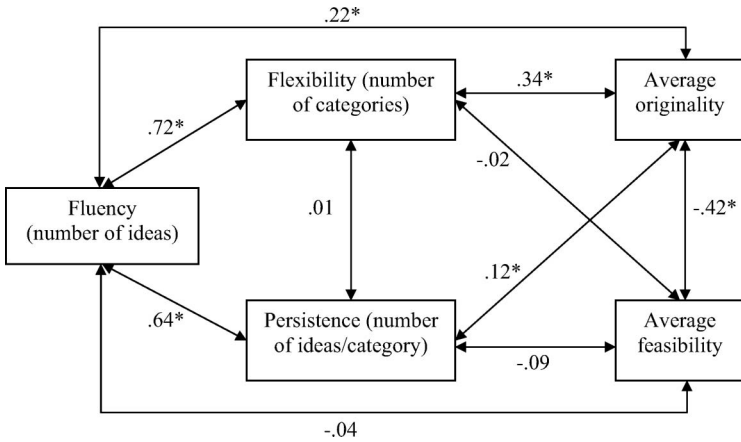 .22*
Flexibility (number
of categories)
.34*
Average
originality
.72*
-.02
Fluency
(number of ideas)
.01
-.42*
.12*
.64*
Persistence (number
of ideas/category)
Average
feasibility
-.09
-.04